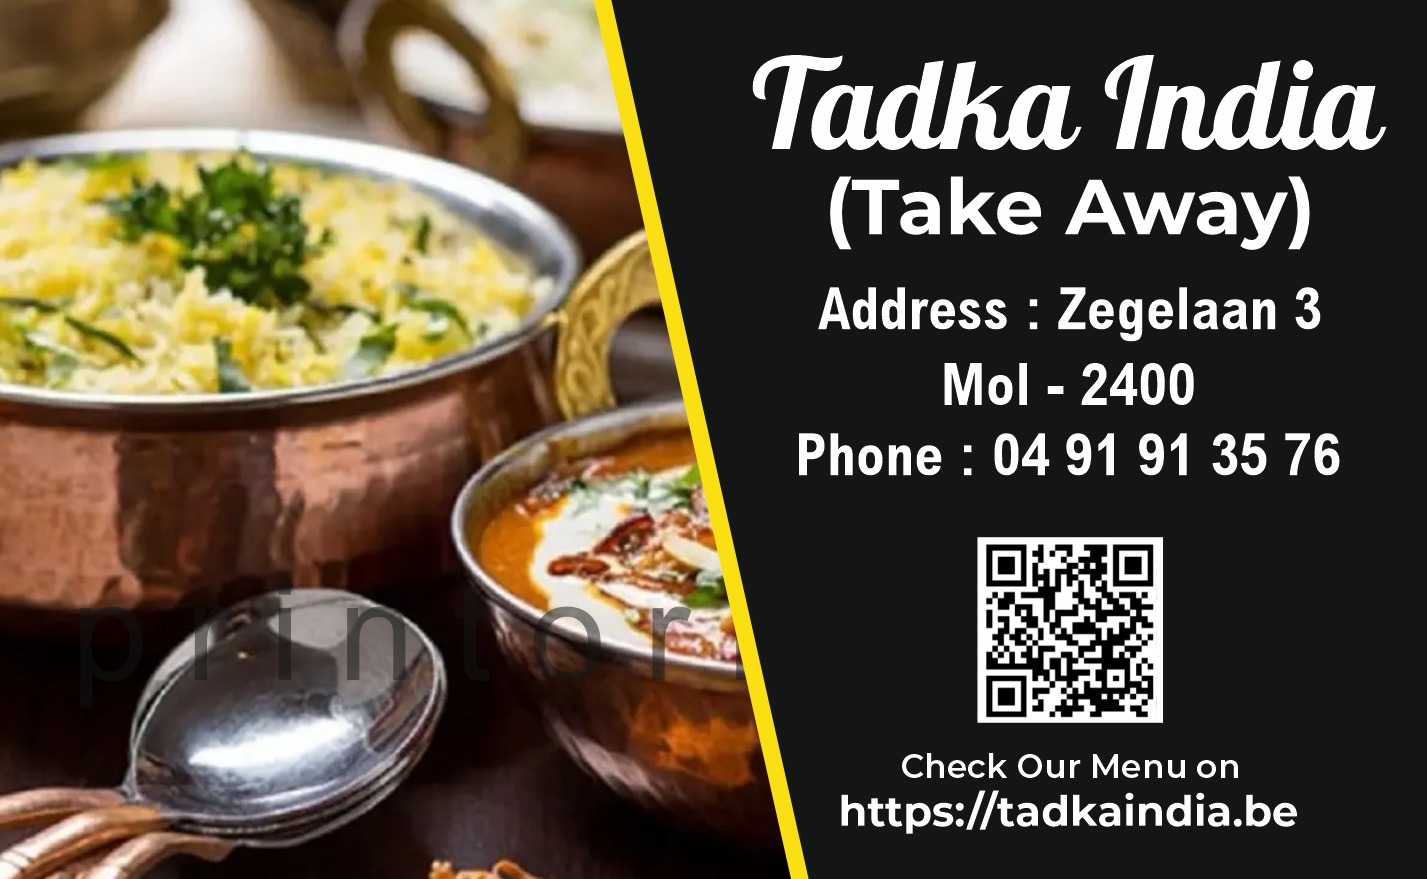 Tadka India
(Take Away)
Address : Zegelaan 3
Mol - 2400
Phone : 04 91 91 35 76
printor
Check Our Menu on
https://tadkaindia.be